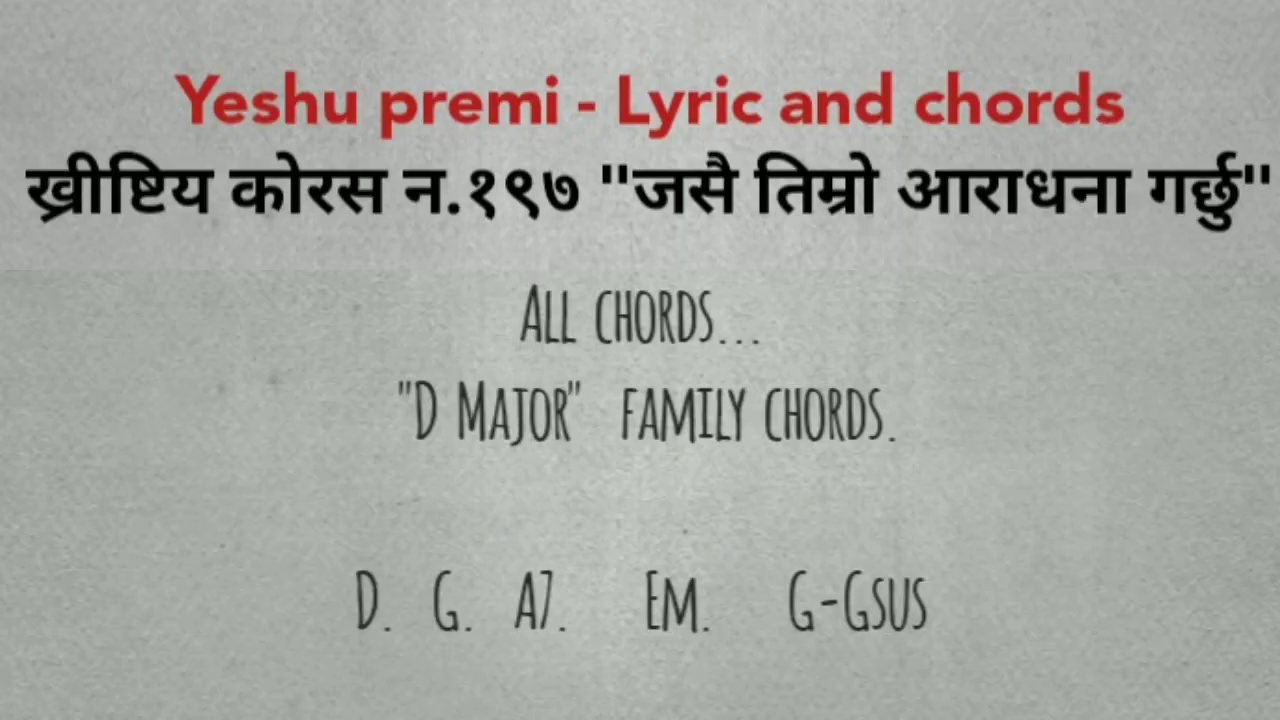 Yeshu premi - Lyric and chords
ख्रीष्टिय कोरस न.१९७ "जसै तिम्रो आराधना गर्छु"
All chords...
"D Major" family chords.
D. G. A7. Em. G-Gsus